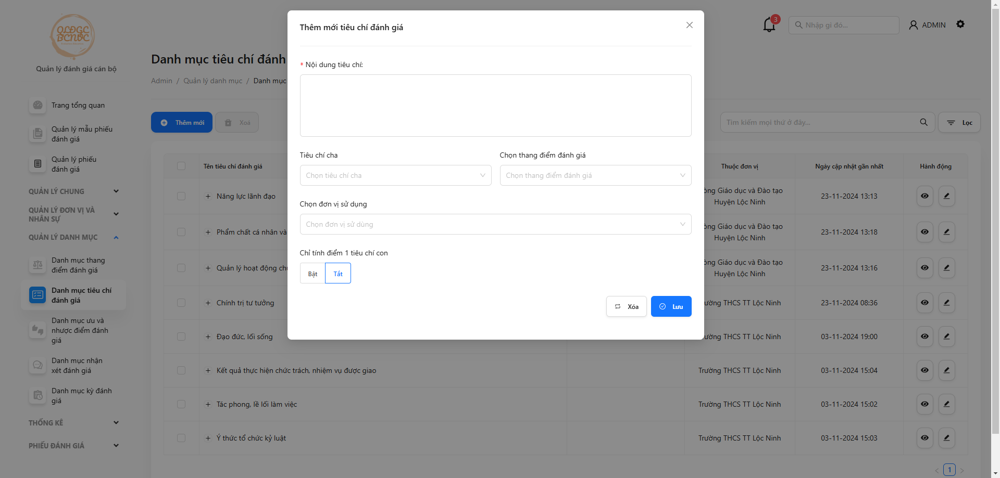 QLĐGC
BCNVC
Quản lý đánh giá cán bộ
Trang tổng quan
Quản lý mẫu phiếu
đánh giá
Quản lý phiếu
đánh giá
QUẢN LÝ CHUNG
QUẢN LÝ ĐƠN VỊ VÀ
NHÂN SỰ
QUẢN LÝ DANH MỤC
Danh mục thang
điểm đánh giá
Danh mục tiêu chí
đánh giá
Danh mục ưu và
nhược điểm đánh
giá
Danh mục nhận
xét đánh giá
Danh mục kỳ đánh
giá
THỐNG KÊ
PHIẾU ĐÁNH GIÁ
3
Nhập gì đó...
ADMIN
Danh mục tiêu chí đánh
Admin / Quản lý danh mục / Danh mục
Thêm mới
Xoá
Tìm kiếm mọi thứ ở đây...
Lọc
Thêm mới tiêu chí đánh giá
* Nội dung tiêu chí:
Tiêu chí cha
Chọn thang điểm đánh giá
Chọn tiêu chí cha
Chọn thang điểm đánh giá
Chọn đơn vị sử dụng
Chọn đơn vị sử dùng
Chỉ tính điểm 1 tiêu chí con
Bật
Tắt
Xóa
Lưu
Tên tiêu chí đánh giá
Thuộc đơn vị
Ngày cập nhật gần nhất
Hành động
+ Năng lực lãnh đạo
òng Giáo dục và Đào tạo
Huyện Lộc Ninh
23-11-2024 13:13
+ Phẩm chất cá nhân và
òng Giáo dục và Đào tạo
Huyện Lộc Ninh
23-11-2024 13:18
+ Quản lý hoạt động
òng Giáo dục và Đào tạo
Huyện Lộc Ninh
23-11-2024 13:16
+ Chính trị tư tưởng
ường THCS TT Lộc Ninh
23-11-2024 08:36
+ Đạo đức, lối sống
ường THCS TT Lộc Ninh
03-11-2024 19:00
+ Kết quả thực hiện chức trách, nhiệm vụ được giao
Trường THCS TT Lộc Ninh
03-11-2024 15:04
+ Tác phong, lề lối làm việc
Trường THCS TT Lộc Ninh
03-11-2024 15:02
+ Ý thức tổ chức kỷ luật
Trường THCS TT Lộc Ninh
03-11-2024 15:03
< 1 >